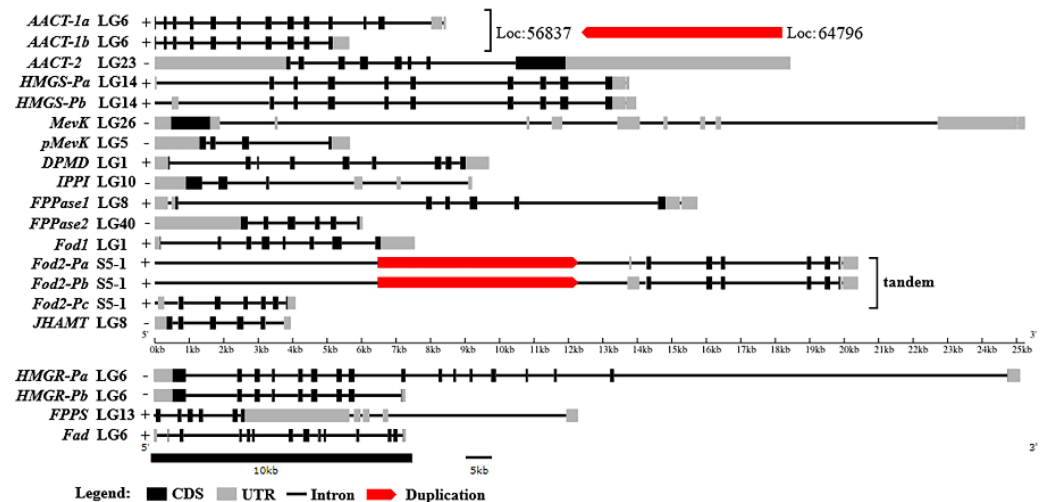 AACT-1a LG6 +
Loc:56837 Loc:64796
AACT-1b LG6 +
AACT-2 LG23 -
HMGS-Pa LG14 +
HMGS-Pb LG14 +
MevK LG26 -
pMevK LG5 -
DPMD LG1 +
IPPI LG10 -
FPPase1 LG8 +
FPPase2 LG40 -
Fod1 LG1 +
Fod2-Pa S5-1 +
tandem
Fod2-Pb S5-1 +
Fod2-Pc S5-1 +
JHAMT LG8 -
5' 3'
0kb 1kb 2kb 3kb 4kb 5kb 6kb 7kb 8kb 9kb 10kb 11kb 12kb 13kb 14kb 15kb 16kb 17kb 18kb 19kb 20kb 21kb 22kb 23kb 24kb 25kb
HMGR-Pa LG6 -
HMGR-Pb LG6 -
FPPS LG13 +
Fad LG6 +
5' 3'
10kb 5kb
Legend: CDS UTR Intron Duplication